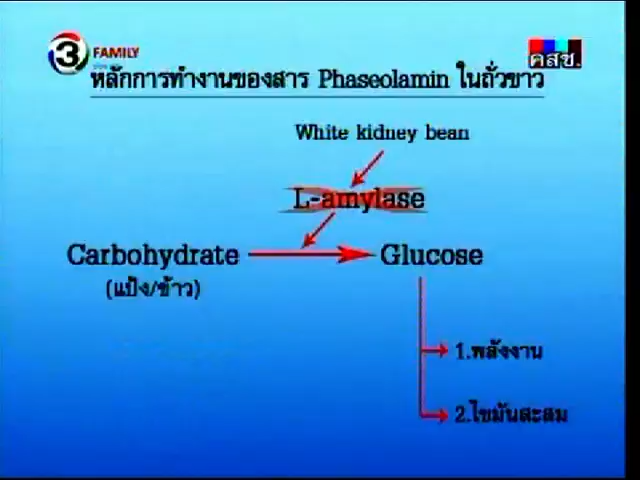 3 FAMILY
คสช.
หลักการทำงานของสาร Phaseolamin ในถั่วขาว
White kidney bean
L-amylase
Carbohydrate
Glucose
(แป้ง/ข้าว)
1.พลังงาน
2.ไขมันสะสม